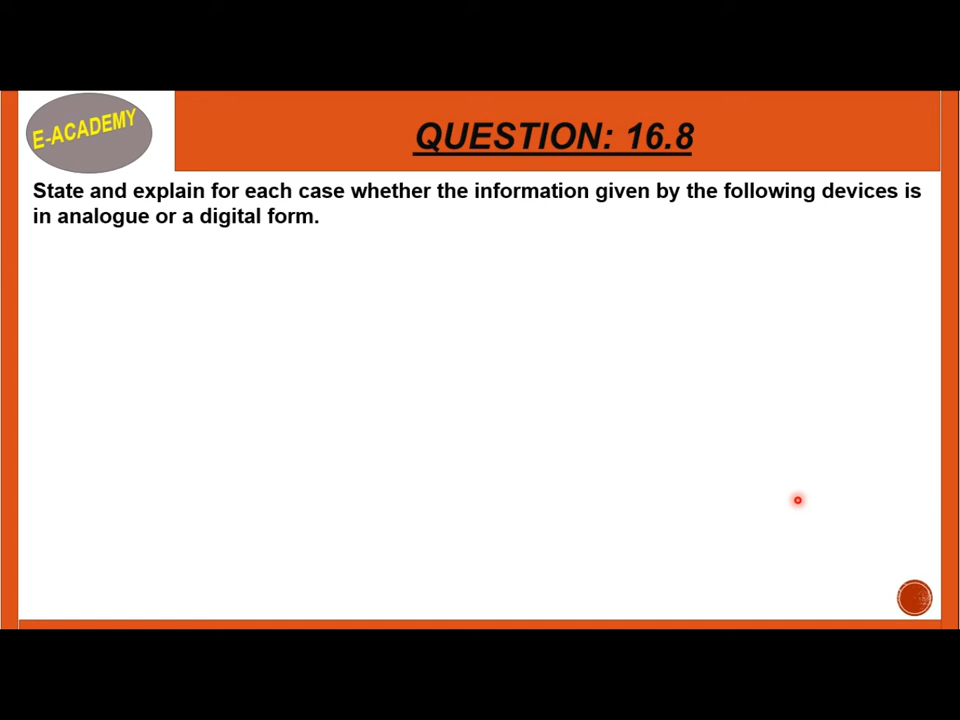 E-ACADEMY
QUESTION: 16.8
State and explain for each case whether the information given by the following devices is
in analogue or a digital form.